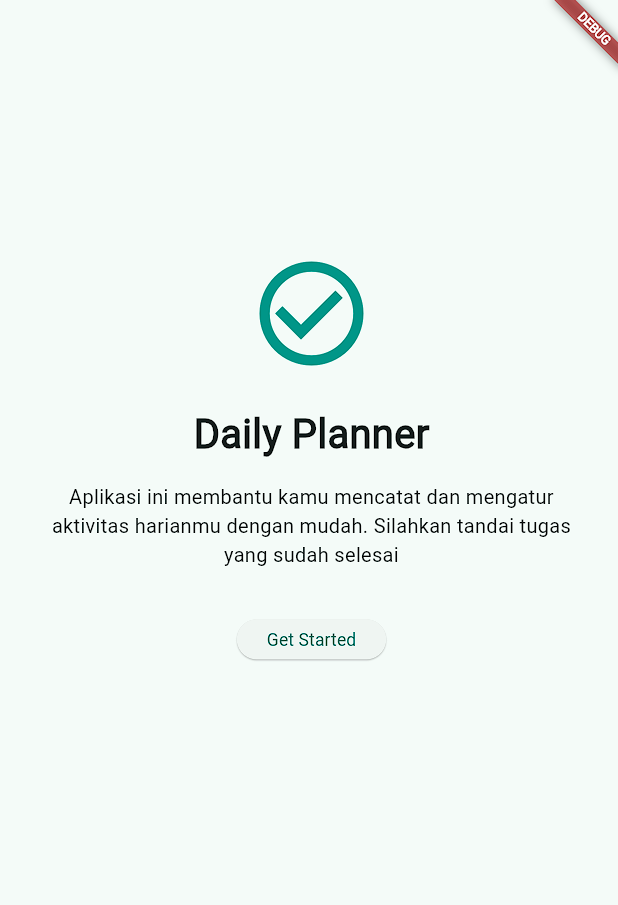 DEBUG
Daily Planner
Aplikasi ini membantu kamu mencatat dan mengatur
aktivitas harianmu dengan mudah. Silahkan tandai tugas
yang sudah selesai
Get Started